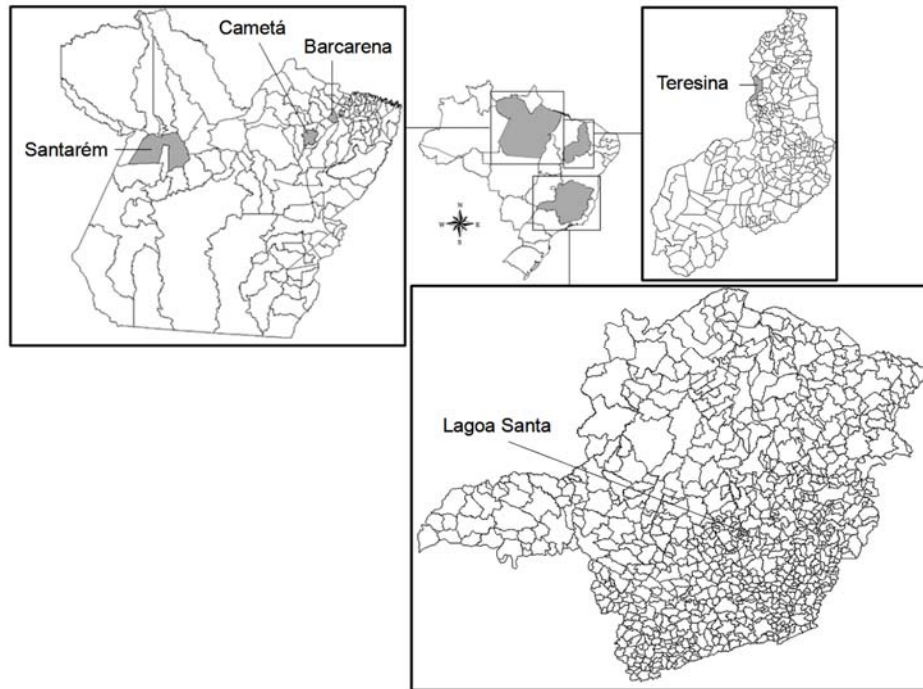 Cametá
Barcarena
Santarém
Teresina
N
W E
S
Lagoa Santa